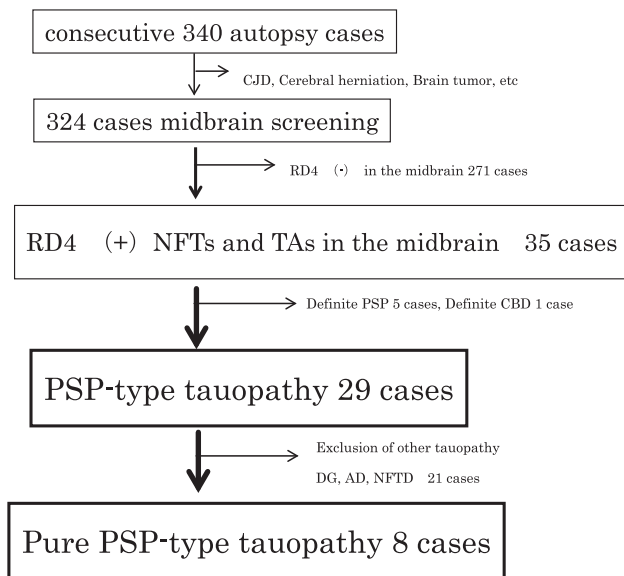 consecutive 340 autopsy cases
CJD, Cerebral herniation, Brain tumor, etc
324 cases midbrain screening
RD4 (-) in the midbrain 271 cases
RD4 (+) NFTs and TAs in the midbrain 35 cases
Definite PSP 5 cases, Definite CBD 1 case
PSP-type tauopathy 29 cases
Exclusion of other tauopathy
DG, AD, NFTD 21 cases
Pure PSP-type tauopathy 8 cases